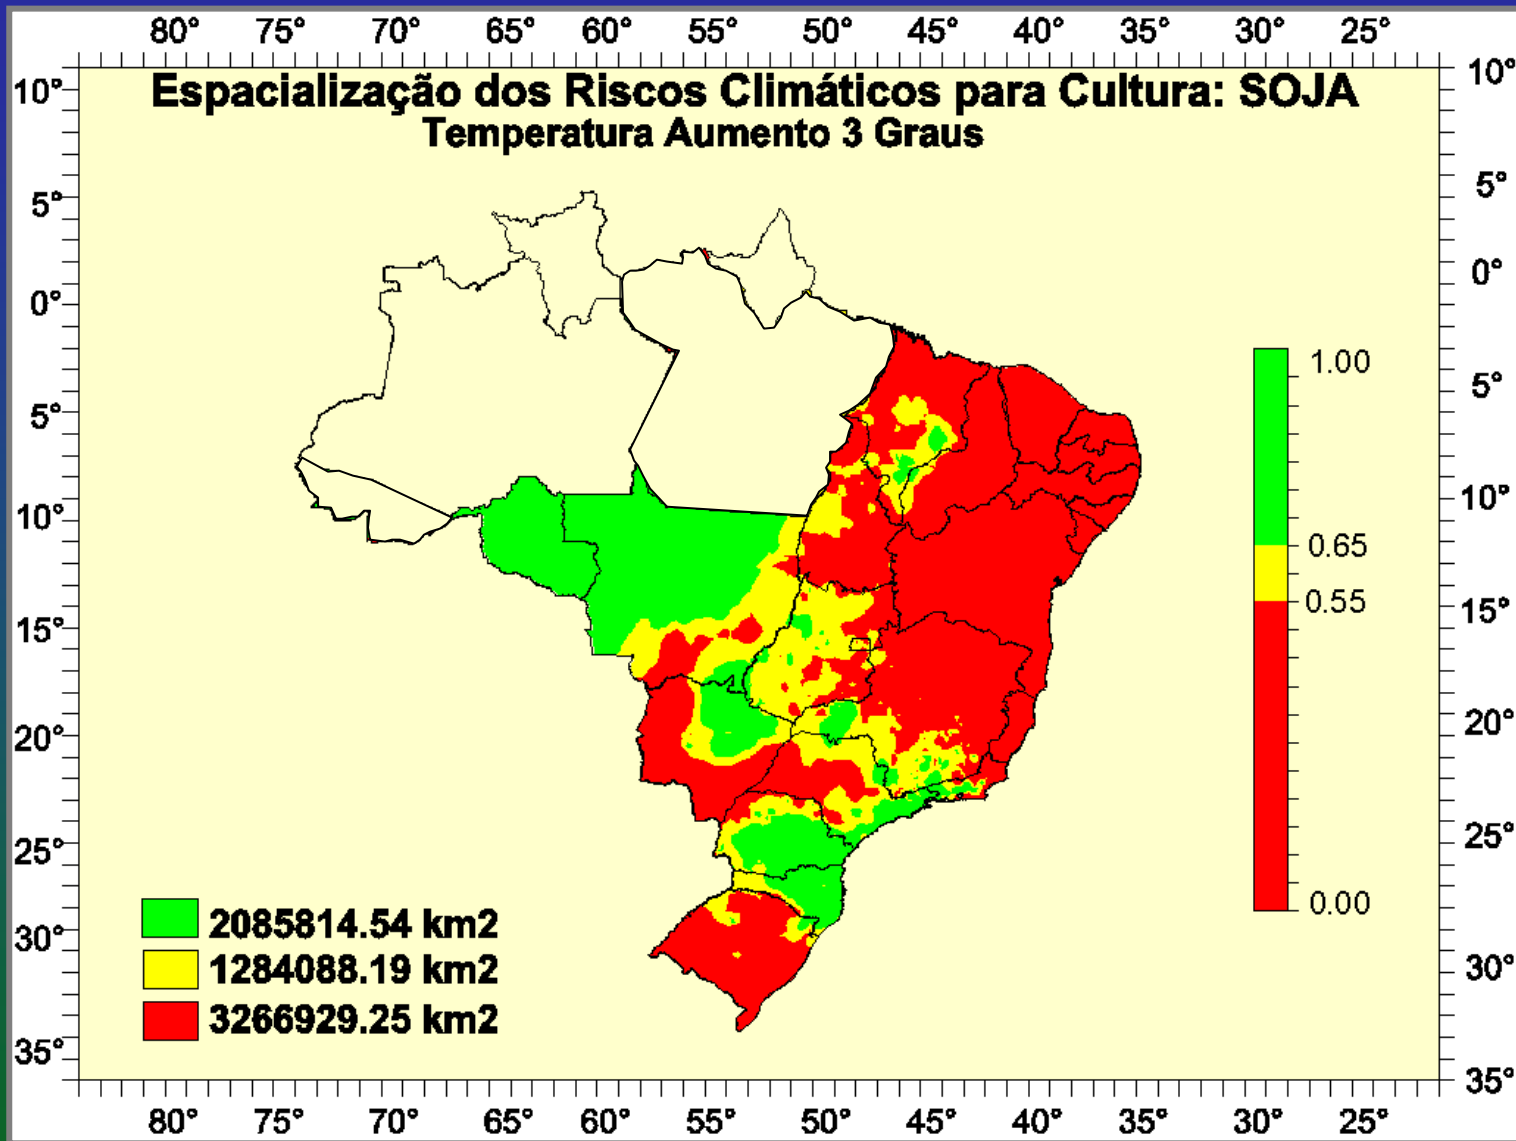 80° 75° 70° 65° 60° 55° 50° 45° 40° 35° 30° 25°
Espacialização dos Riscos Climáticos para Cultura: SOJA
Temperatura Aumento 3 Graus
10° 10°
5° 5°
0° 0°
5° 5°
10° 10°
15° 15°
20° 20°
25° 25°
30° 30°
35° 35°
1.00
0.65
0.55
0.00
2085814.54 km2
1284088.19 km2
3266929.25 km2
80° 75° 70° 65° 60° 55° 50° 45° 40° 35° 30° 25°